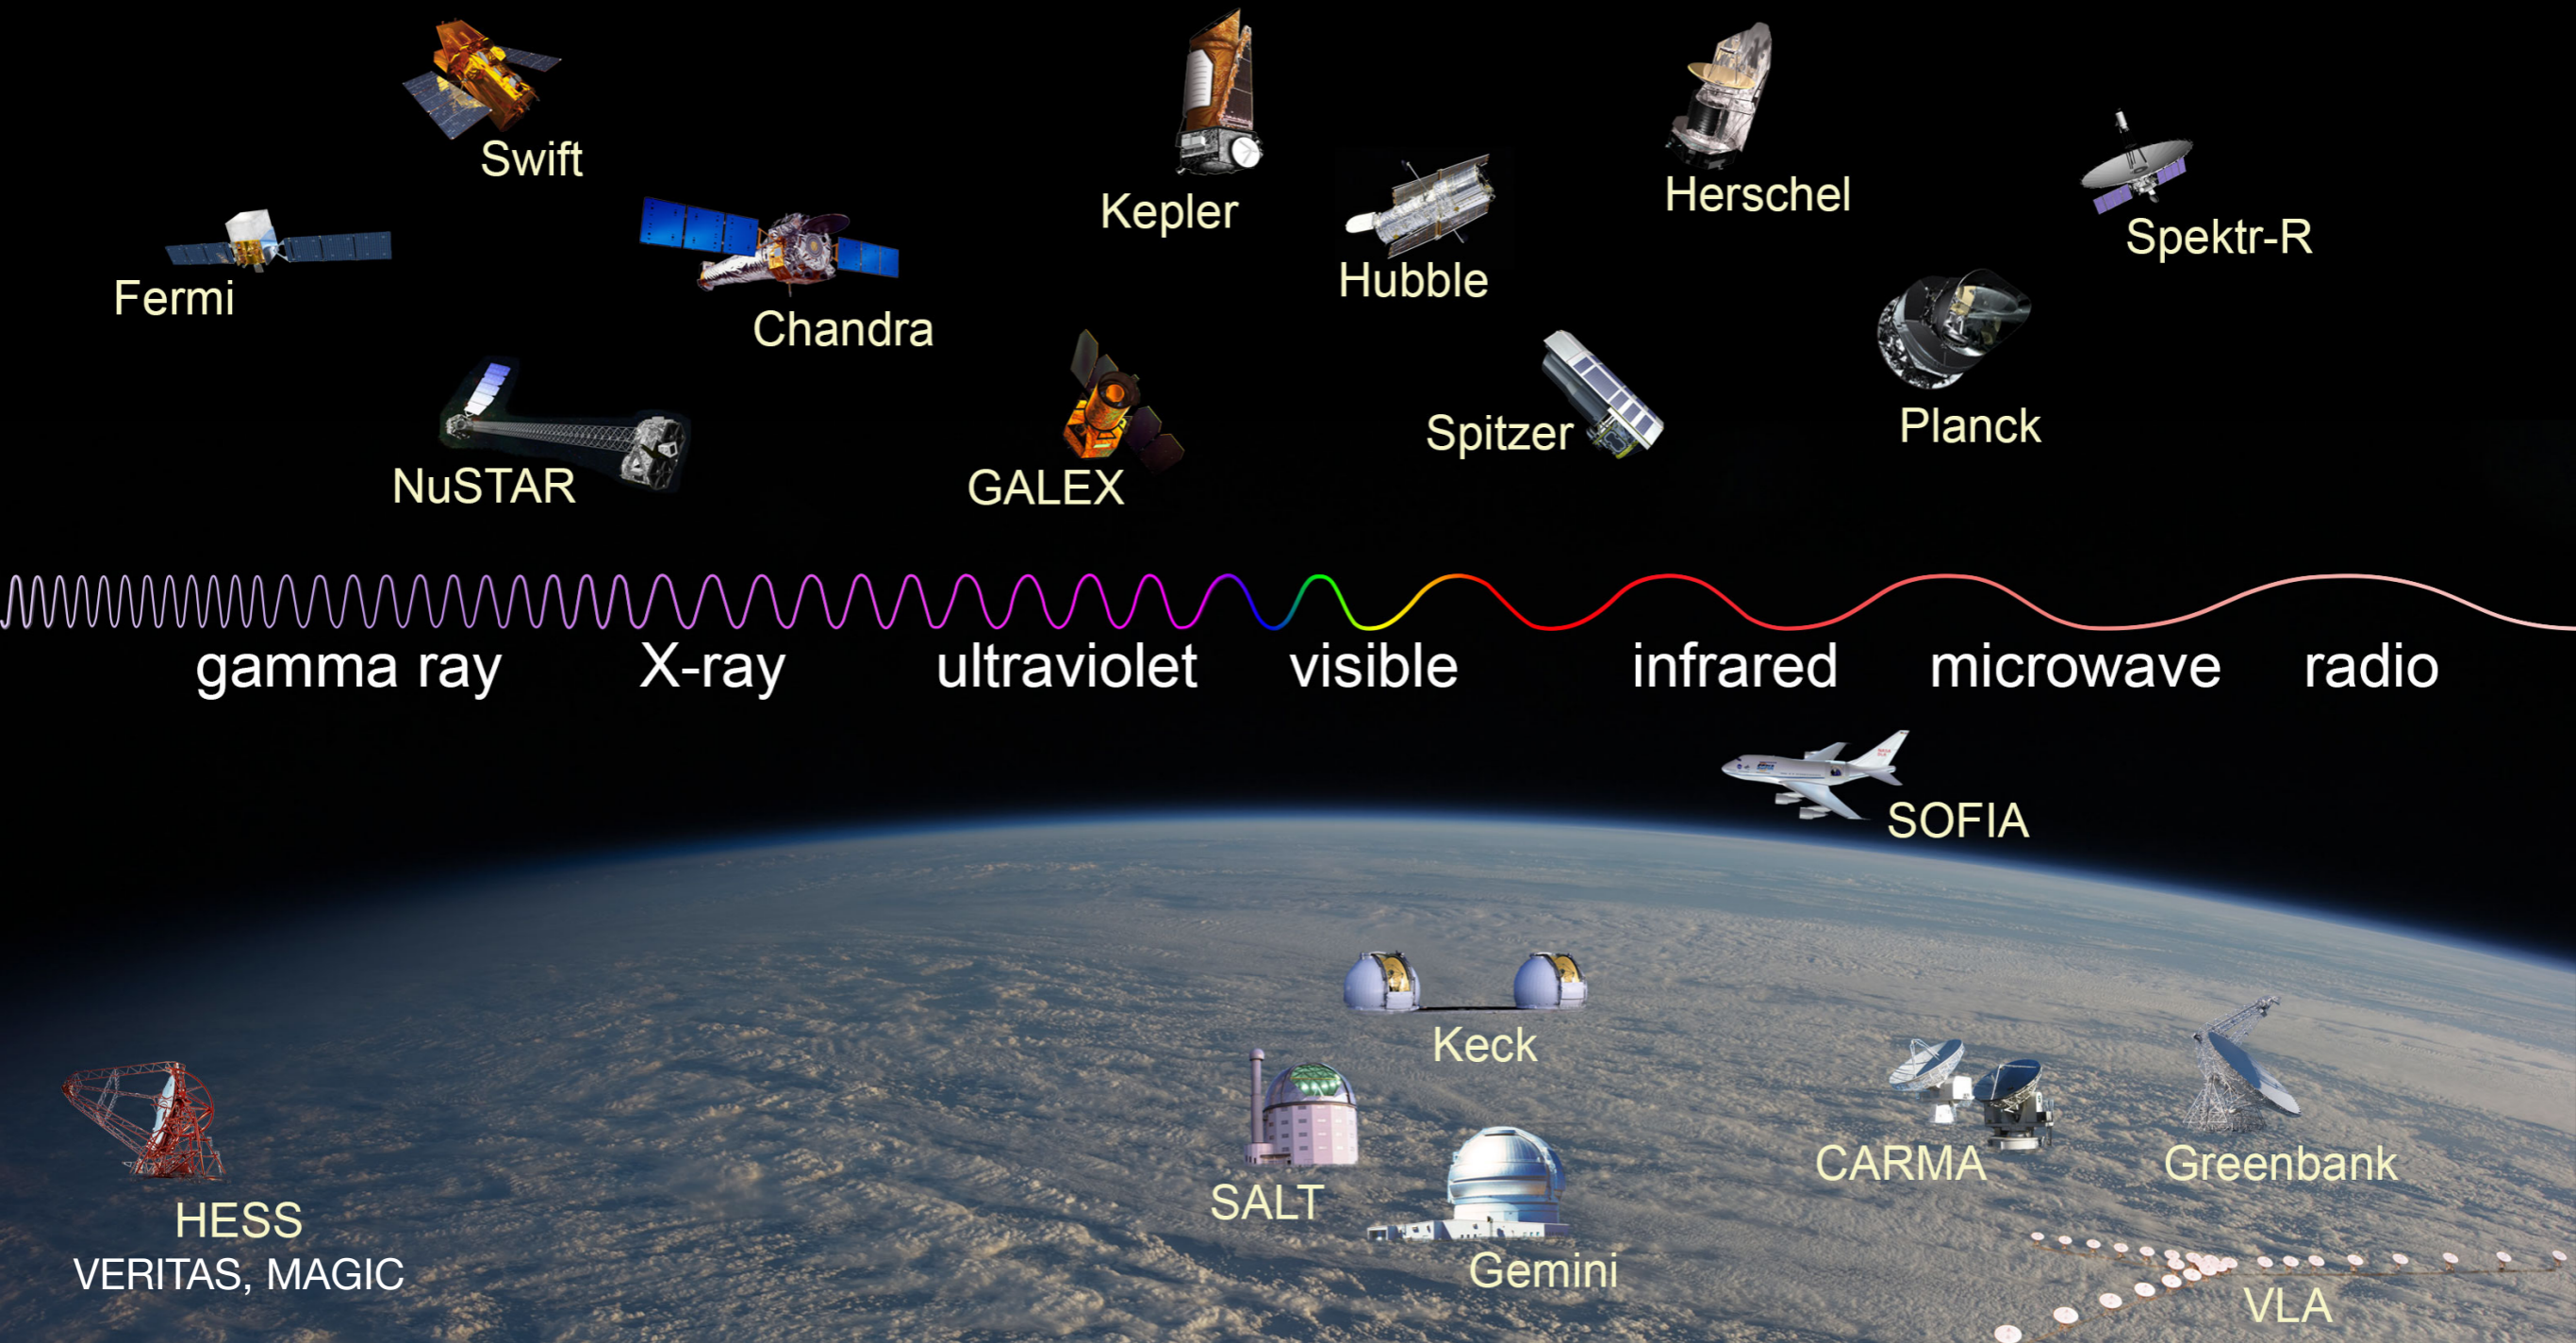 Swift
Kepler
Herschel
Spektr-R
Hubble
Fermi
Chandra
Planck
Spitzer
NuSTAR
GALEX
gamma ray
X-ray
ultraviolet
visible
infrared
microwave
radio
SOFIA
Keck
CARMA
Greenbank
SALT
HESS
VERITAS, MAGIC
Gemini
VLA